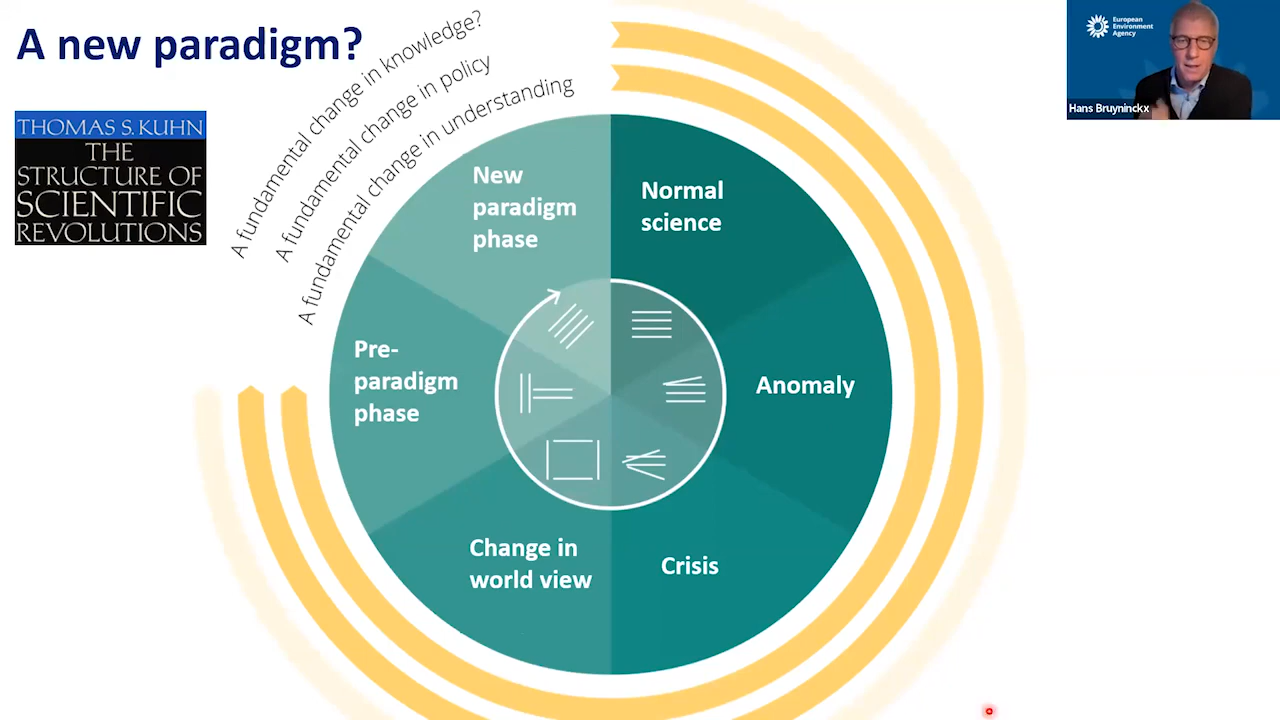 A new paradigm?
THOMAS S. KUHN
THE
STRUCTURE OF
SCIENTIFIC
REVOLUTIONS
A fundamental change in knowledge?
A fundamental change in policy
A fundamental change in understanding
New
paradigm
phase
Normal
science
Pre-
paradigm
phase
Anomaly
Change in
world view
Crisis
European
Environment
Agency
Hans Bruyninckx